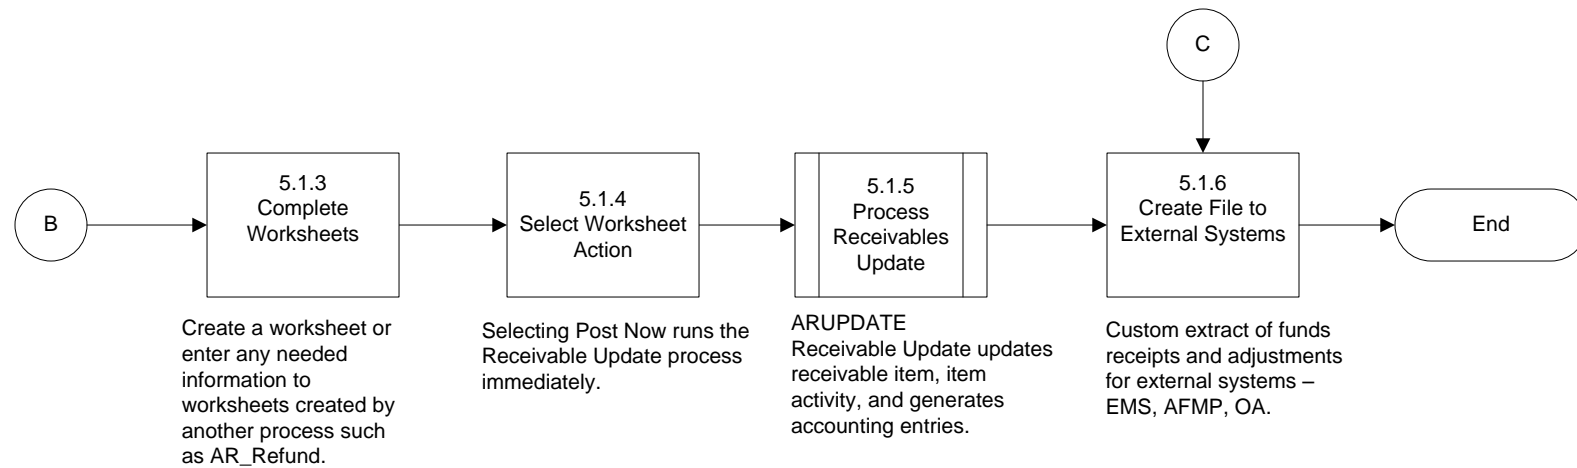 C
B
5.1.3
Complete
Worksheets
5.1.4
Select Worksheet
Action
5.1.5
Process
Receivables
Update
5.1.6
Create File to
External Systems
End
Create a worksheet or
enter any needed
information to
worksheets created by
another process such
as AR_Refund.
Selecting Post Now runs the
Receivable Update process
immediately.
ARUPDATE
Receivable Update updates
receivable item, item
activity, and generates
accounting entries.
Custom extract of funds
receipts and adjustments
for external systems –
EMS, AFMP, OA.